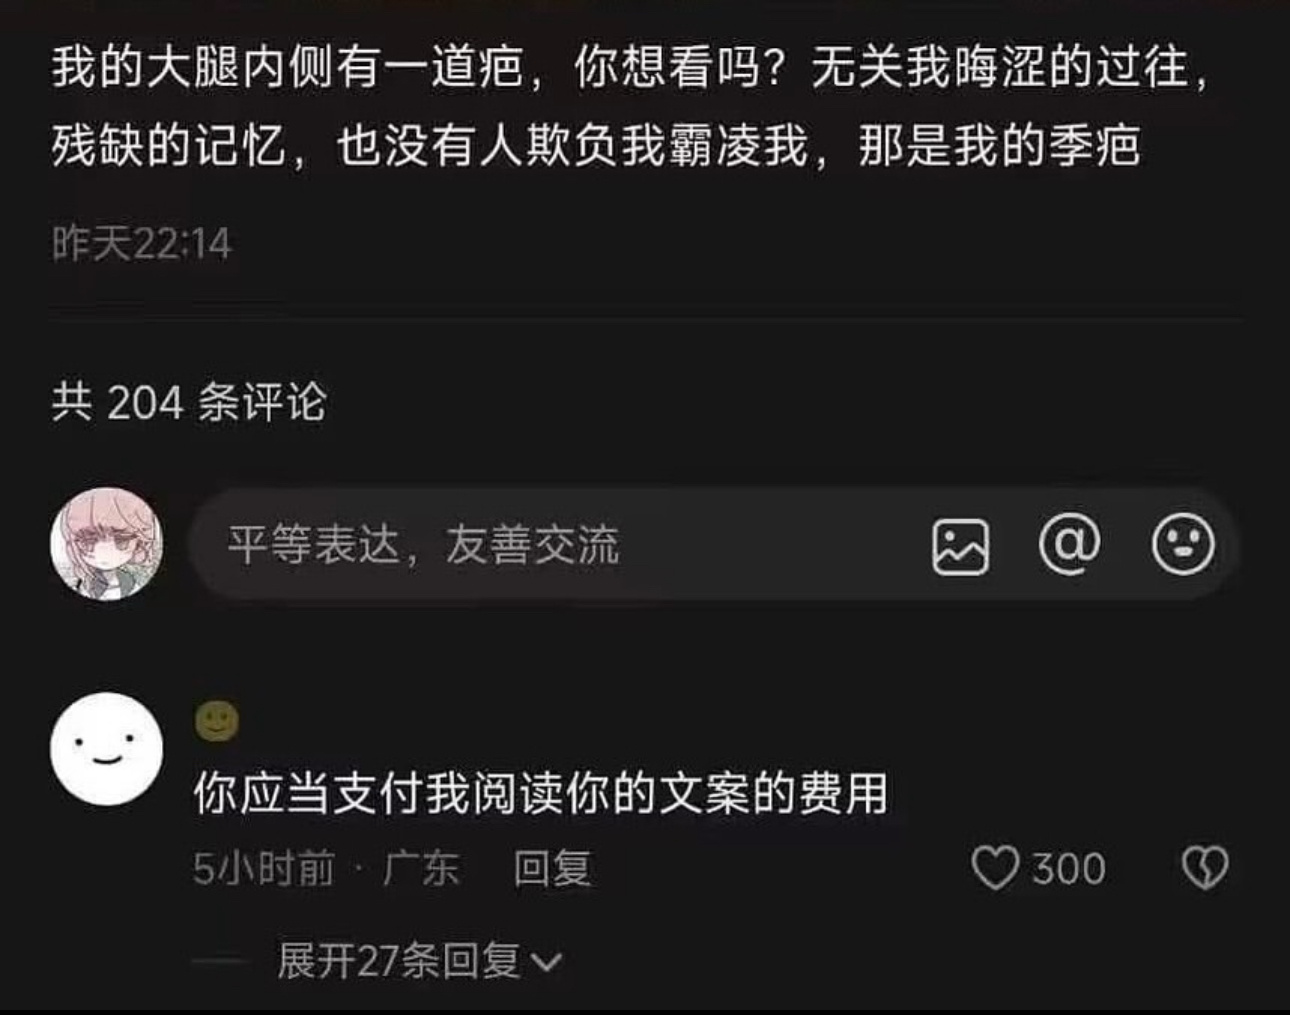 我的大腿内侧有一道疤，你想看吗？无关我晦涩的过往，
残缺的记忆，也没有人欺负我霸凌我，那是我的季疤
昨天22:14
共 204 条评论
平等表达，友善交流
你应当支付我阅读你的文案的费用
5小时前 · 广东 回复 300
展开27条回复